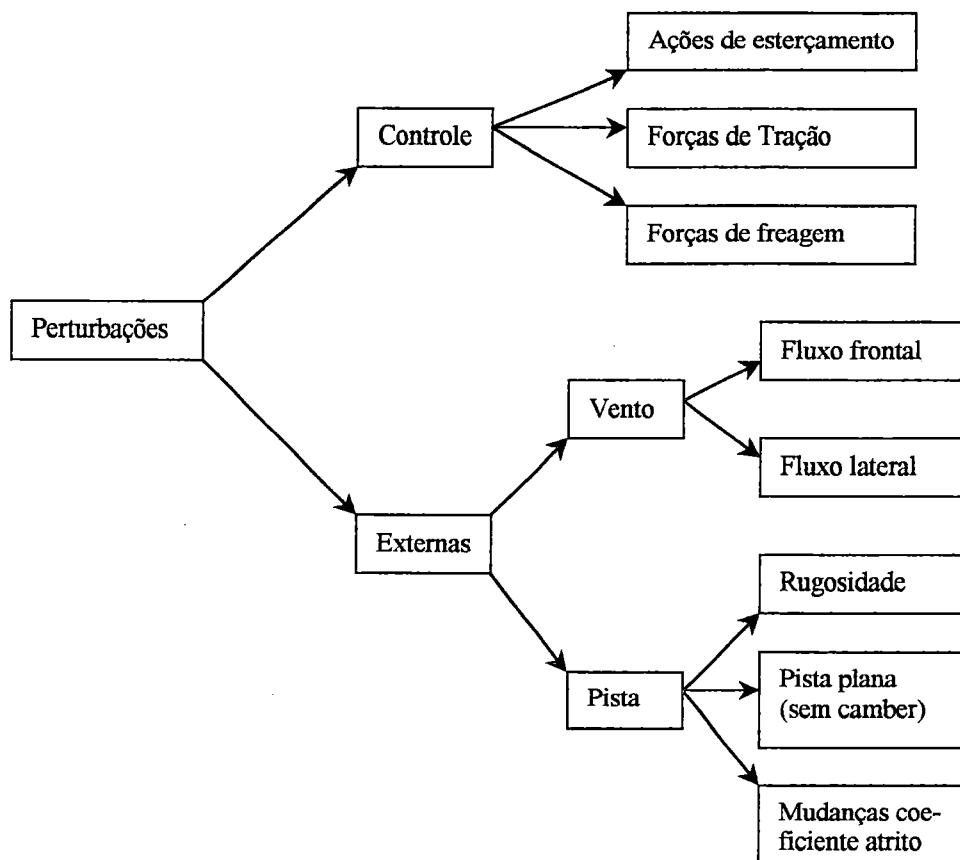 Ações de esterçamento
Controle
Forças de Tração
Forças de freagem
Perturbações
Fluxo frontal
Vento
Fluxo lateral
Externas
Rugosidade
Pista
Pista plana
(sem camber)
Mudanças coe-
ficiente atrito